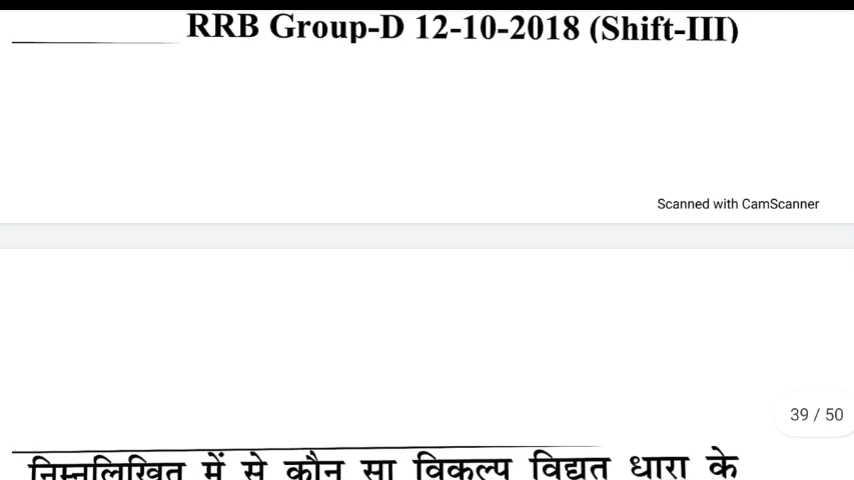 RRB Group-D 12-10-2018 (Shift-III)
Scanned with CamScanner
39 / 50
निम्नलिखित में से कौन सा विकल्प विद्युत धारा के